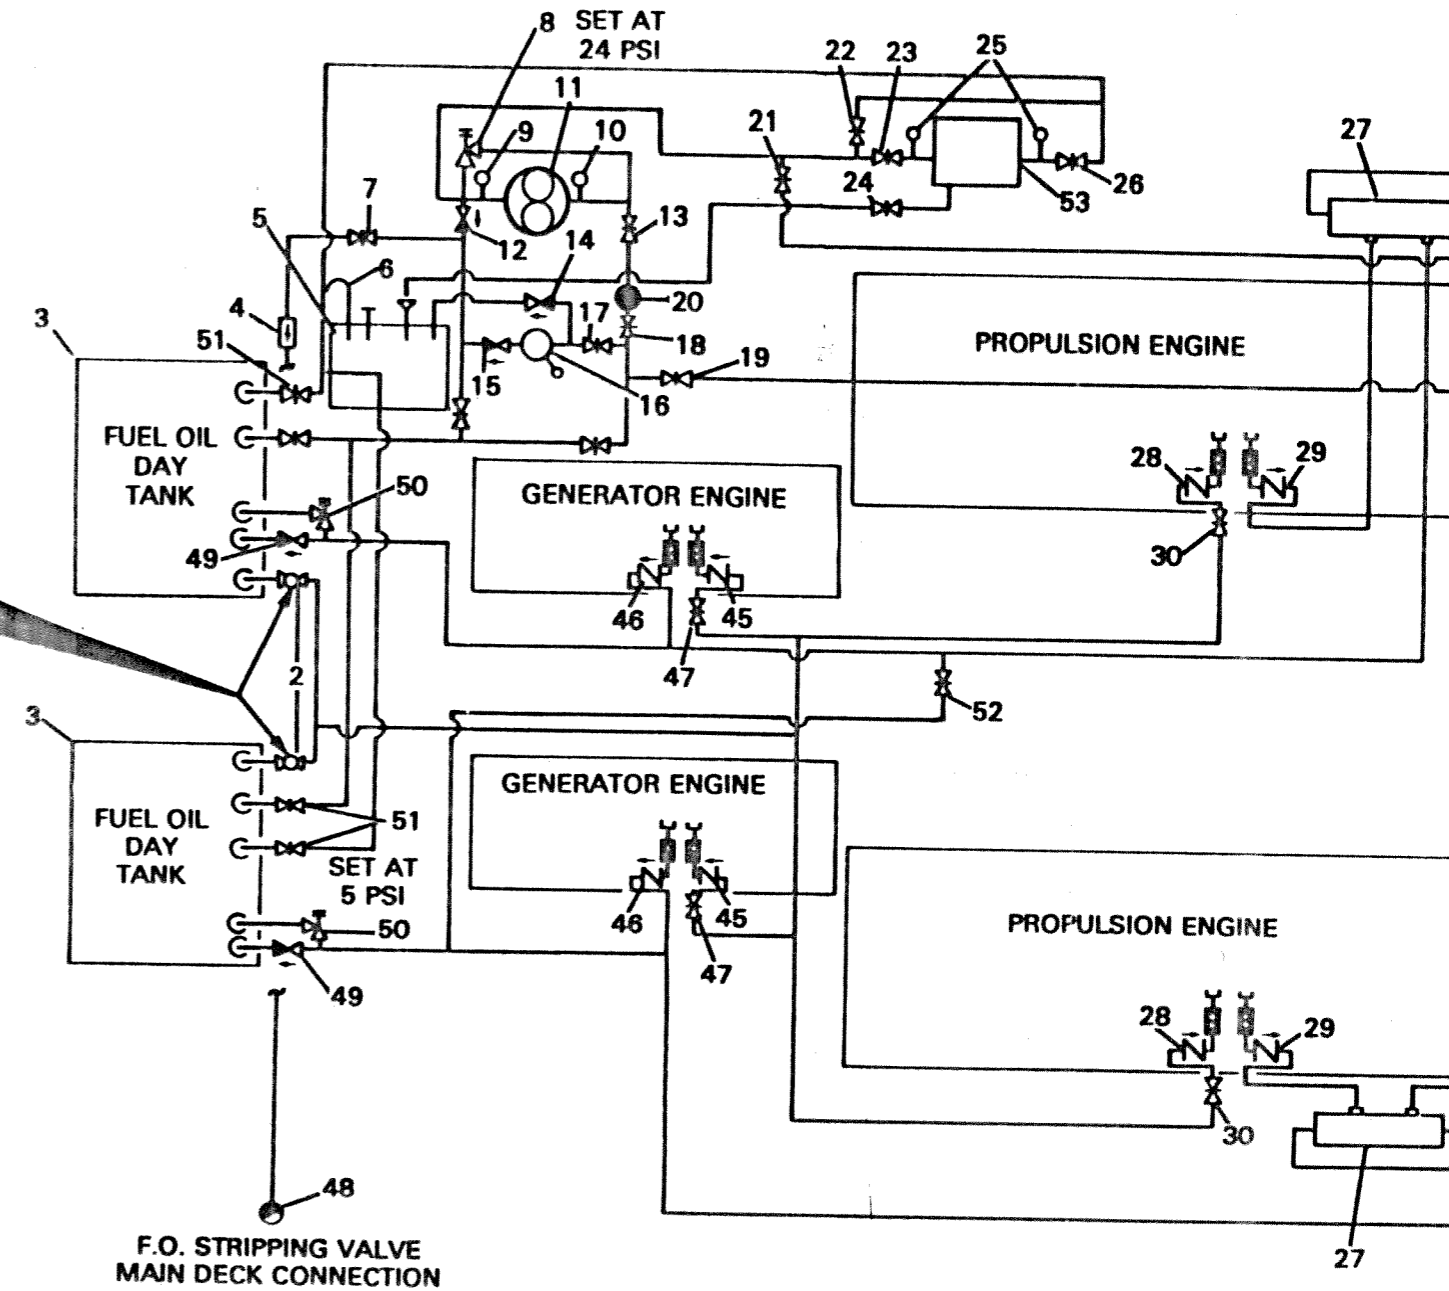 8 SET AT
24 PSI
22 23 25
11
9 10
21
27
7
5
12
13
14
24
53 26
6
4
3
51
20
17
18
19
15
16
PROPULSION ENGINE
FUEL OIL
DAY
TANK
50
49
GENERATOR ENGINE
28 29
30
46 45
47
2
52
3
GENERATOR ENGINE
FUEL OIL
DAY
TANK
51
SET AT
5 PSI
50
49
46 45
47
PROPULSION ENGINE
28 29
30
27
48
F.O. STRIPPING VALVE
MAIN DECK CONNECTION